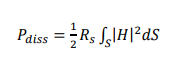 P_diss = 1/2 R_s ∫_S |H|² dS